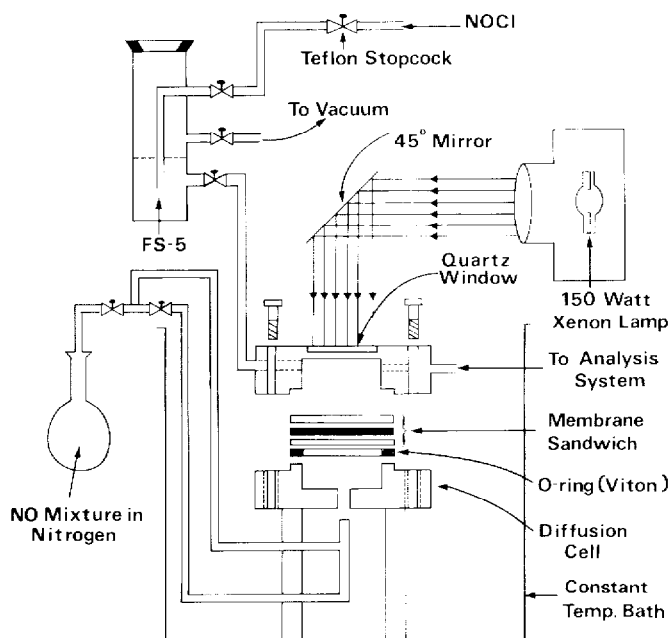 NOCl
Teflon Stopcock
To Vacuum
45° Mirror
FS-5
Quartz
Window
150 Watt
Xenon Lamp
To Analysis
System
Membrane
Sandwich
O-ring (Viton)
NO Mixture in
Nitrogen
Diffusion
Cell
Constant
Temp. Bath